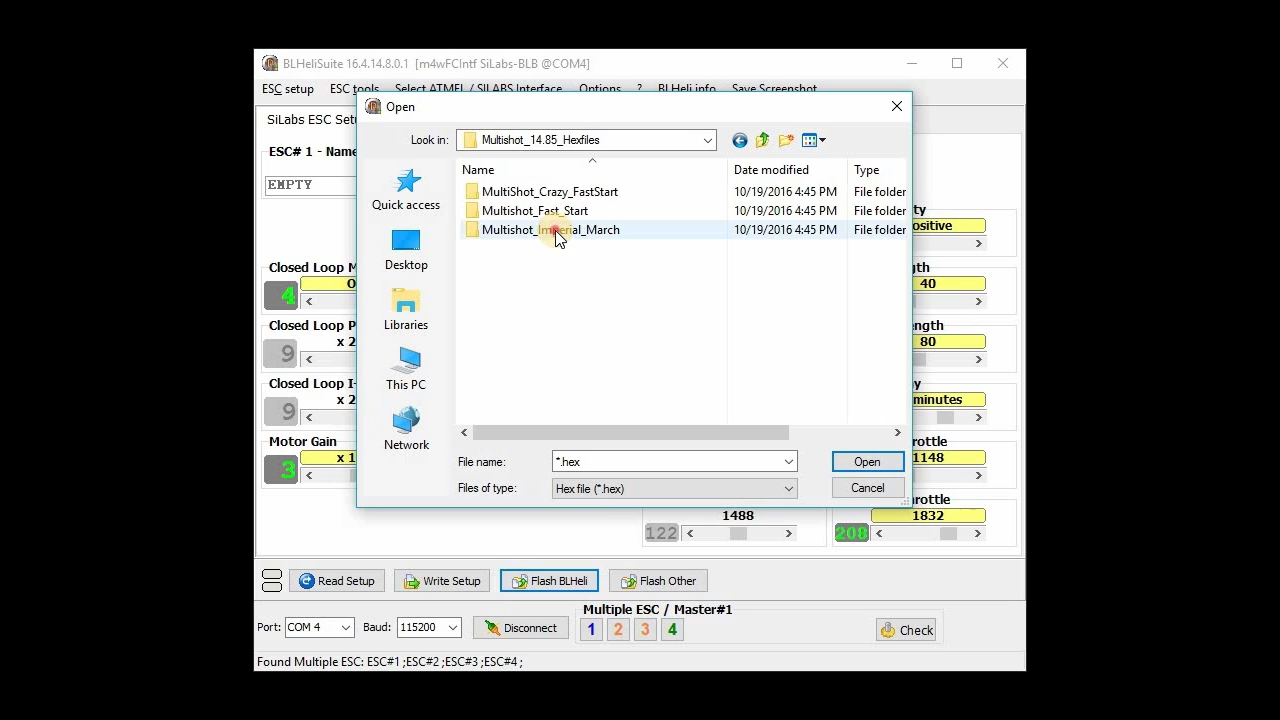 BLHeliSuite 16.4.14.8.0.1 [m4wFCIntf SiLabs-BLB @COM4]
ESC setup ESC tools Select ATMEL / SILABS Interface Options ? BLHeli info Save Screenshot
Open
SiLabs ESC Setu
Look in: Multishot_14.85_Hexfiles
ESC# 1 - Name
EMPTY
Name Date modified Type
MultiShot_Crazy_FastStart 10/19/2016 4:45 PM File folder
Multishot_Fast_Start 10/19/2016 4:45 PM File folder
Multishot_Imperial_March 10/19/2016 4:45 PM File folder
Quick access
Desktop
Libraries
This PC
Network
Closed Loop M
4 O
Closed Loop P
9 x 2
Closed Loop I-
9 x 2
Motor Gain
3 x 1
ty
ositive
gth
40
ength
80
y
minutes
rottle
1148
File name: *.hex Open
Files of type: Hex file (*.hex) Cancel
rottle
1488 1832
122 208
Read Setup Write Setup Flash BLHeli Flash Other
Multiple ESC / Master#1
Port: COM 4 Baud: 115200 Disconnect 1 2 3 4 Check
Found Multiple ESC: ESC#1 ;ESC#2 ;ESC#3 ;ESC#4 ;